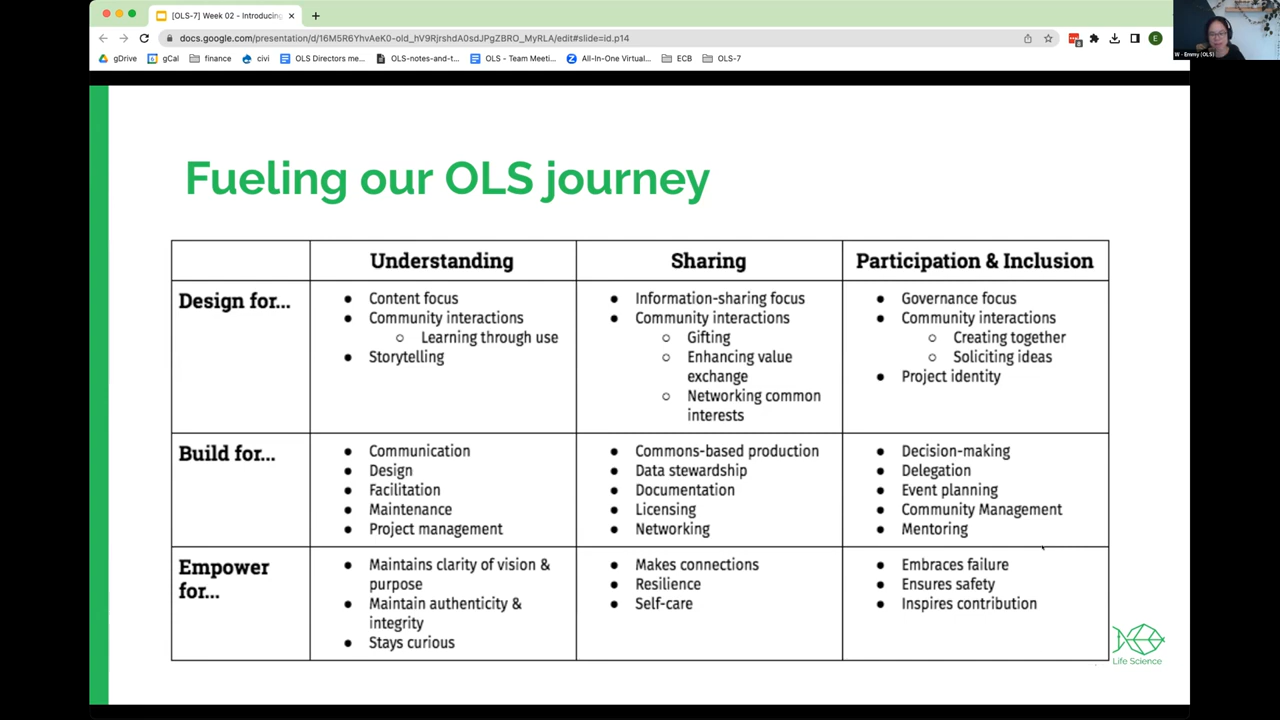 [OLS-7] Week 02 - Introducing
docs.google.com/presentation/d/16M5R6YhvAeK0-old_hV9RjrshdA0sdJPgZBRO_MyRLA/edit#slide=id.p14
gDrive gCal finance civi OLS Directors me... OLS-notes-and-t... OLS - Team Meeti... All-In-One Virtual... ECB OLS-7
E
W - Emmy (OLS)
Fueling our OLS journey
Understanding Sharing Participation & Inclusion
Design for...
• Content focus
• Community interactions
○ Learning through use
• Storytelling
• Information-sharing focus
• Community interactions
○ Gifting
○ Enhancing value
exchange
○ Networking common
interests
• Governance focus
• Community interactions
○ Creating together
○ Soliciting ideas
• Project identity
Build for...
• Communication
• Design
• Facilitation
• Maintenance
• Project management
• Commons-based production
• Data stewardship
• Documentation
• Licensing
• Networking
• Decision-making
• Delegation
• Event planning
• Community Management
• Mentoring
Empower
for...
• Maintains clarity of vision &
purpose
• Maintain authenticity &
integrity
• Stays curious
• Makes connections
• Resilience
• Self-care
• Embraces failure
• Ensures safety
• Inspires contribution
Life Science